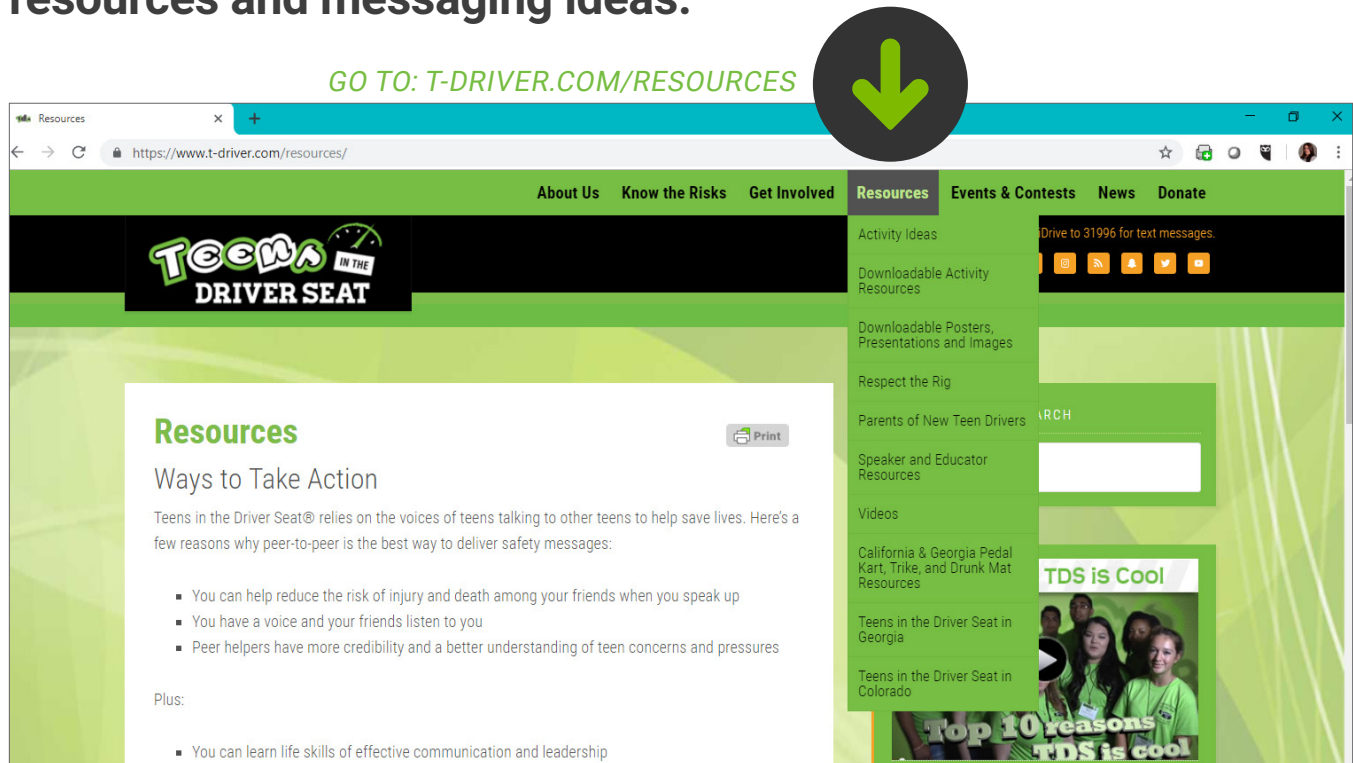 resources and messaging ideas.
GO TO: T-DRIVER.COM/RESOURCES
Resources
https://www.t-driver.com/resources/
About Us Know the Risks Get Involved Resources Events & Contests News Donate
TEENS IN THE
DRIVER SEAT
Drive to 31996 for text messages.
Activity Ideas
Downloadable Activity
Resources
Downloadable Posters,
Presentations and Images
Respect the Rig
Parents of New Teen Drivers
Speaker and Educator
Resources
Videos
California & Georgia Pedal
Kart, Trike, and Drunk Mat
Resources
Teens in the Driver Seat in
Georgia
Teens in the Driver Seat in
Colorado
Resources
Print
Ways to Take Action
Teens in the Driver Seat® relies on the voices of teens talking to other teens to help save lives. Here's a
few reasons why peer-to-peer is the best way to deliver safety messages:
You can help reduce the risk of injury and death among your friends when you speak up
You have a voice and your friends listen to you
Peer helpers have more credibility and a better understanding of teen concerns and pressures
Plus:
You can learn life skills of effective communication and leadership
ARCH
TDS is Cool
Top 10 reasons
TDS is cool